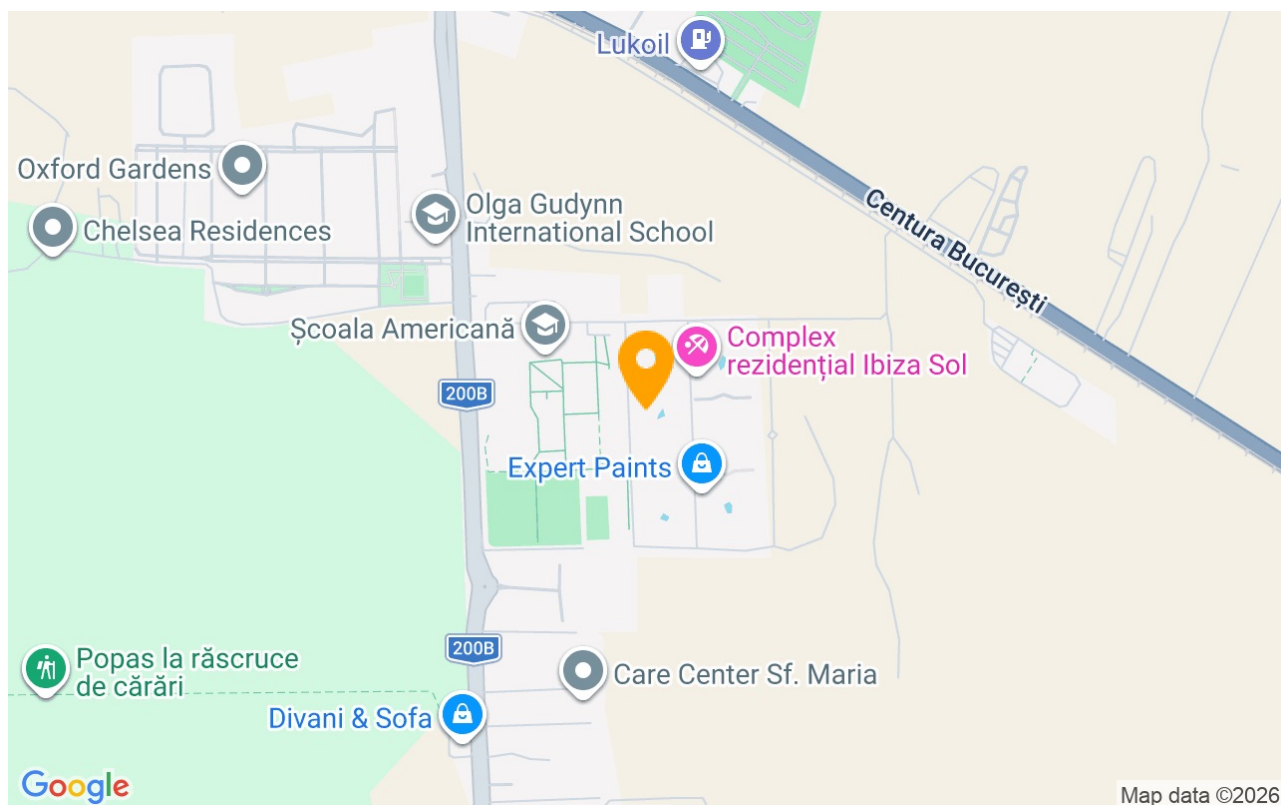 Lukoil
Oxford Gardens
Olga Gudynn
International School
Chelsea Residences
Centura București
Școala Americană
Complex
rezidențial Ibiza Sol
200B
Expert Paints
200B
Popas la răscruce
de cărări
Care Center Sf. Maria
Divani & Sofa
Google
Map data ©2026